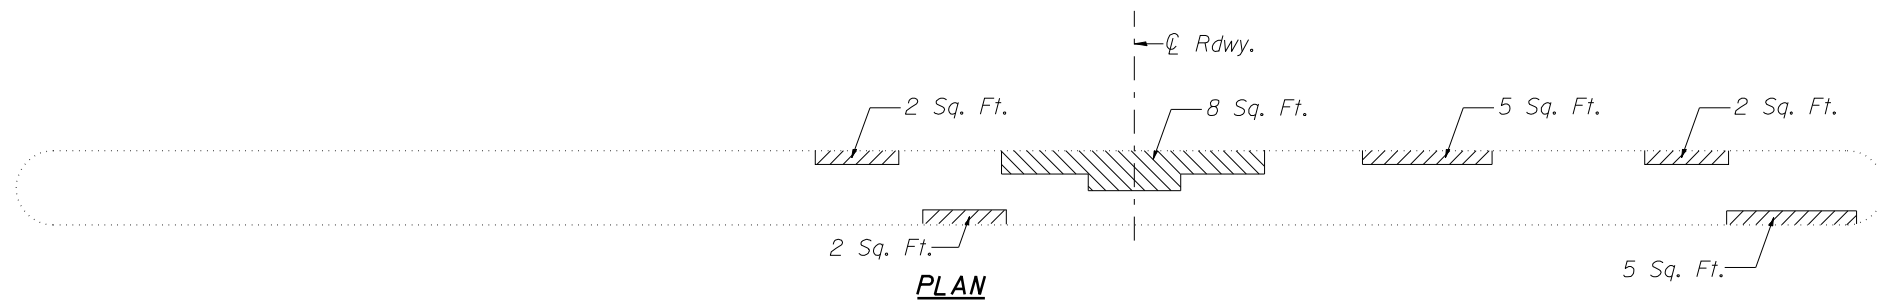 ℄ Rdwy.
2 Sq. Ft.
8 Sq. Ft.
5 Sq. Ft.
2 Sq. Ft.
2 Sq. Ft.
5 Sq. Ft.
PLAN